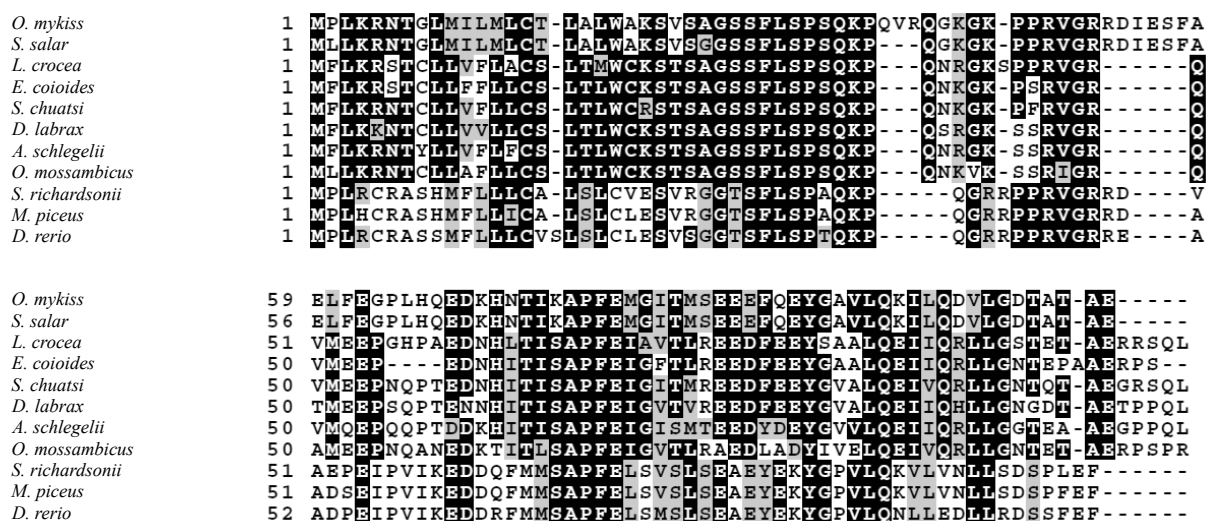 O. mykiss 1 MPLKRNTGLMILMLCT-LALWAKSVSAGSSFLSPSQKPQVRQGKGK-PPRVGRRDIESFA
S. salar 1 MLLKRNTGLMILMLCT-LALWAKSVSGGSSFLSPSQKP---QGKGK-PPRVGRRDIESFA
L. crocea 1 MFLKRSTCLLVFLACS-LTMWCKSTSAGSSFLSPSQKP---QNRGKSPPRVGR------Q
E. coioides 1 MFLKRSTCLLFFLLCS-LTLWCKSTSAGSSFLSPSQKP---QNKGK-PSRVGR------Q
S. chuatsi 1 MFLKRNTCLLVFLLCS-LTLWCRSTSAGSSFLSPSQKP---QNKGK-PFRVGR------Q
D. labrax 1 MFLKKNTCLLVVLLCS-LTLWCKSTSAGSSFLSPSQKP---QSRGK-SSRVGR------Q
A. schlegelii 1 MFLKRNTYLLVFLFCS-LTLWCKSTSAGSSFLSPSQKP---QNRGK-SSRVGR------Q
O. mossambicus 1 MFLKRNTCLLAFLLCS-LTLWCKSTSAGSSFLSPSQKP---QNKVK-SSRIGR------Q
S. richardsonii 1 MPLRCRASHMFLLLCA-LSLCVESVRGGTSFLSPAQKP-----QGRRPPRVGRRD----V
M. piceus 1 MPLHCRASHMFLLICA-LSLCLESVRGGTSFLSPAQKP-----QGRRPPRVGRRD----A
D. rerio 1 MPLRCRASSMFLLLCVSLSLCLESVSGGTSFLSPTQKP-----QGRRPPRVGRRE----A
O. mykiss 59 ELFEGPLHQEDKHNTIKAPFEMGITMSEEEFQEYGAVLQKILQDVLGDTAT-AE-----
S. salar 56 ELFEGPLHQEDKHNTIKAPFEMGITMSEEEFQEYGAVLQKILQDVLGDTAT-AE-----
L. crocea 51 VMEEPGHPAEDNHLTISAPFEIAVTLREEDFEEYSAALQEIIQRLLGSTET-AERRSQL
E. coioides 50 VMEEP----EDNHITISAPFEIGFTLREEDFEEYGAALQEIIQRLLGNTEPAERPS--
S. chuatsi 50 VMEEPNQPTEDNHITISAPFEIGITMREEDFEEYGVALQEIVQRLLGNTQT-AEGRSQL
D. labrax 50 TMEEPSQPTENNHITISAPFEIGVTVREEDFEEYGVALQEIIQHLLGNGDT-AETPPQL
A. schlegelii 50 VMQEPQQPTDDKHITISAPFEIGISMTEEDYDEYGVVLQEIIQRLLGGTEA-AEGPPQL
O. mossambicus 50 AMEEPNQANEDKTITLSAPFEIGVTLRAEDLADYIVELQEIVQRLLGNTET-AERPSPR
S. richardsonii 51 AEPEIPVIKEDDQFMMSAPFELSVSLSEAEYEKYGPVLQKVLVNLLSDSPLEF------
M. piceus 51 ADSEIPVIKEDDQFMMSAPFELSVSLSEAEYEKYGPVLQKVLVNLLSDSPFEF------
D. rerio 52 ADPEIPVIKEDDRFMMSAPFELSMSLSEAEYEKYGPVLQNLLEDLLRDSSFEF------